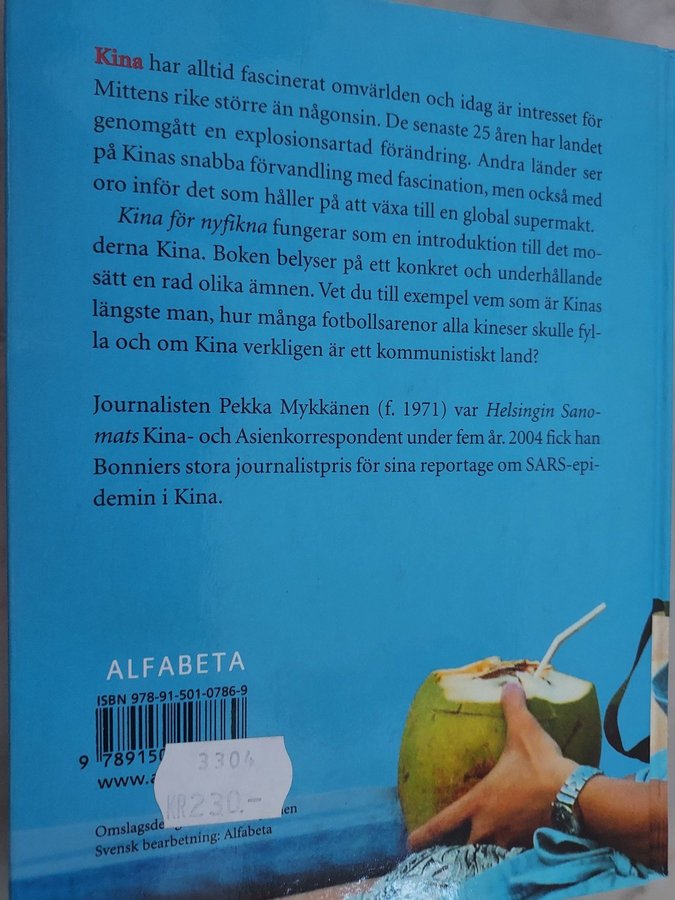 Kina har alltid fascinerat omvärlden och idag är intresset för
Mittens rike större än någonsin. De senaste 25 åren har landet
genomgått en explosionsartad förändring. Andra länder ser
på Kinas snabba förvandling med fascination, men också med
oro inför det som håller på att växa till en global supermakt.
Kina för nyfikna fungerar som en introduktion till det mo-
derna Kina. Boken belyser på ett konkret och underhållande
sätt en rad olika ämnen. Vet du till exempel vem som är Kinas
längste man, hur många fotbollsarenor alla kineser skulle fyl-
la och om Kina verkligen är ett kommunistiskt land?
Journalisten Pekka Mykkänen (f. 1971) var Helsingin Sano-
mats Kina- och Asienkorrespondent under fem år. 2004 fick han
Bonniers stora journalistpris för sina reportage om SARS-epi-
demin i Kina.
ALFABETA
ISBN 978-91-501-0786-9
9 789150
3304
www.a
KR230.-
Omslagsde
Svensk bearbetning: Alfabeta